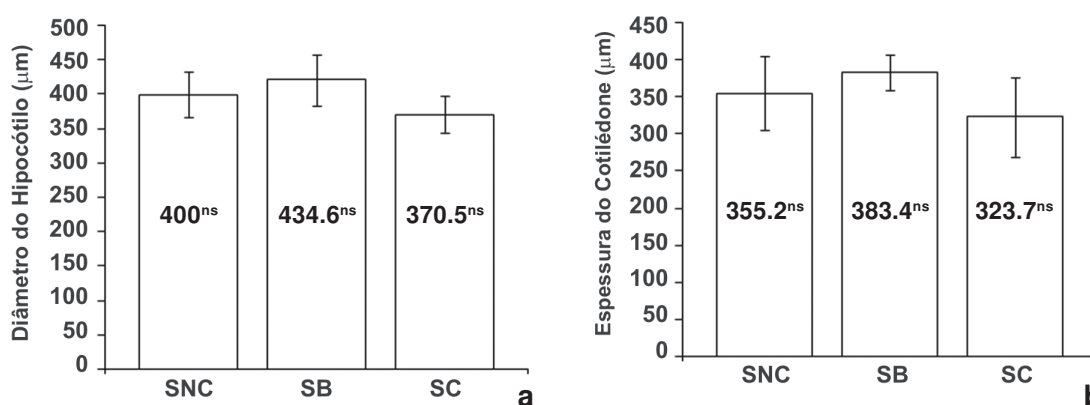 Diâmetro do Hipocótilo (μm)
500
450
400
350
300
250
200
150
100
50
0
400ns
434.6ns
370.5ns
SNC
SB
SC
a
Espessura do Cotilédone (μm)
450
400
350
300
250
200
150
100
50
0
355.2ns
383.4ns
323.7ns
SNC
SB
SC
b